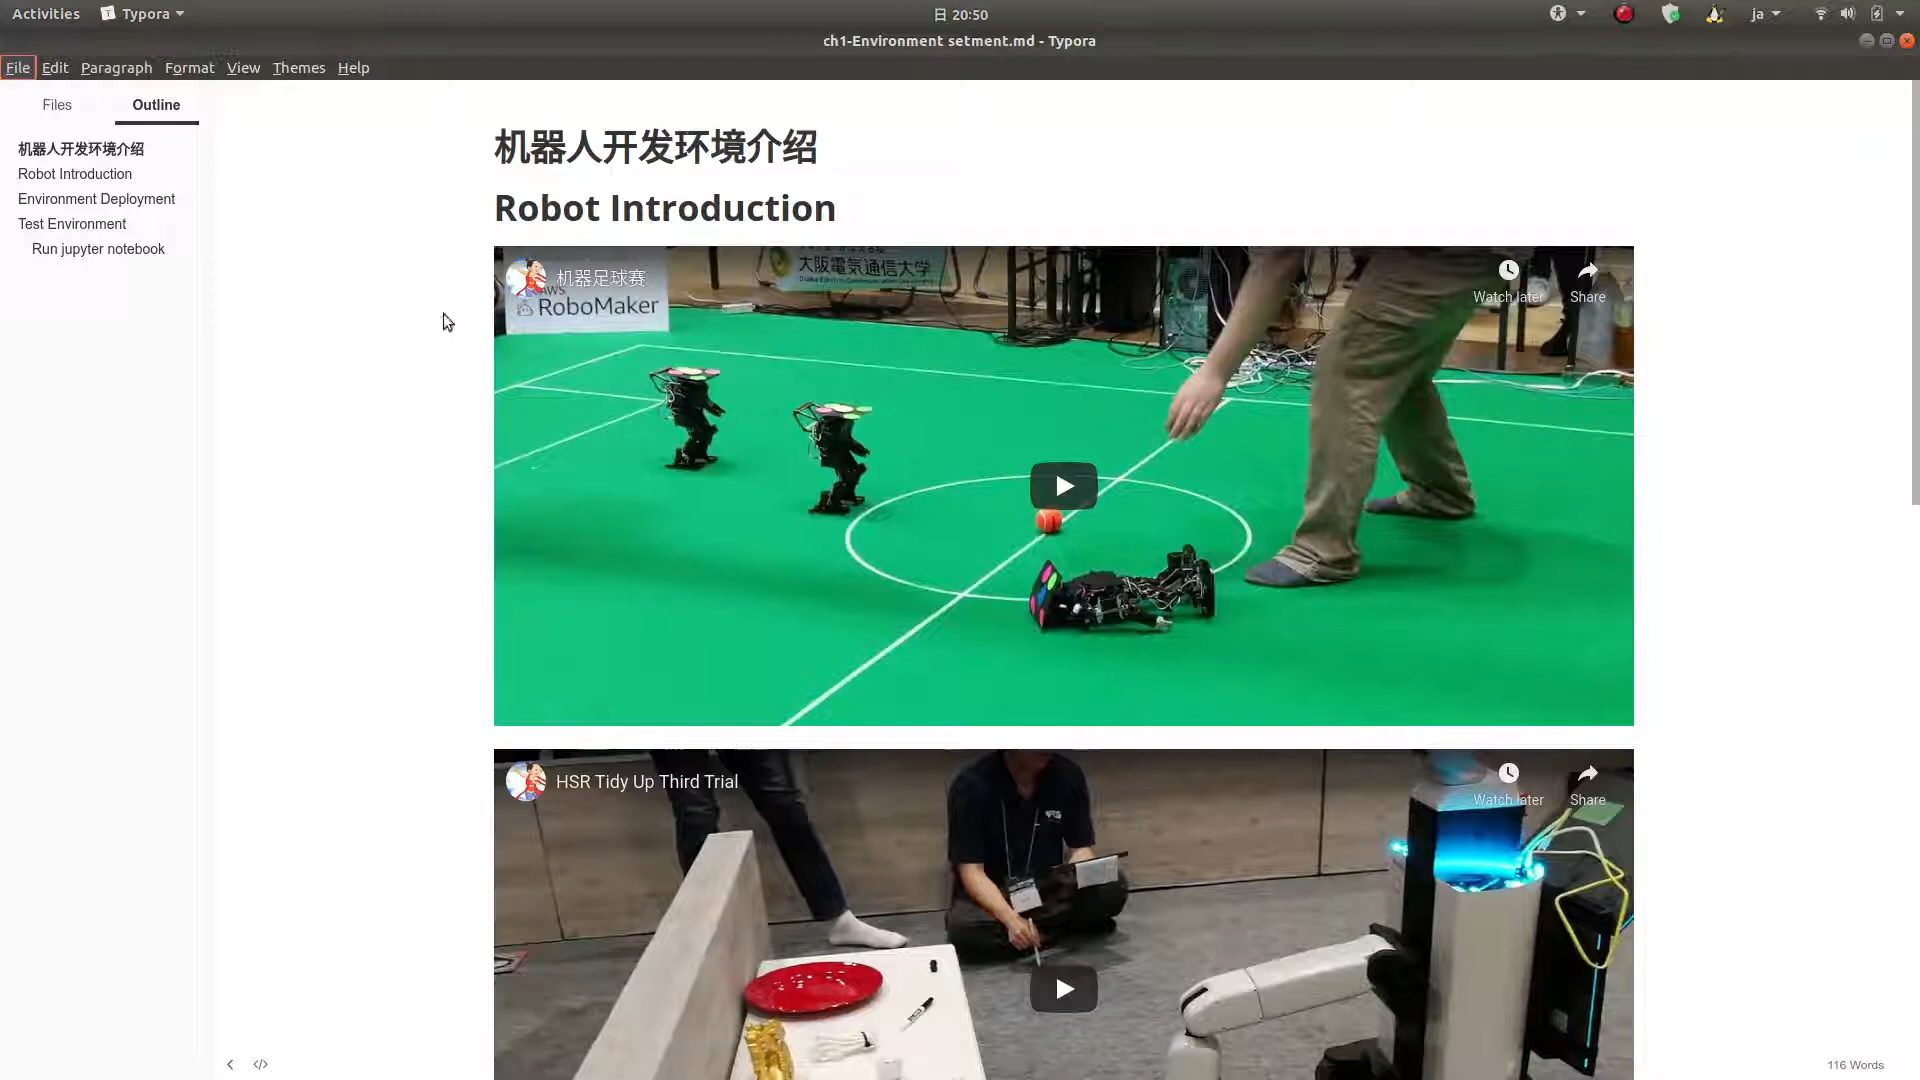 Activities
Typora
日 20:50
ja
ch1-Environment setment.md - Typora
File Edit Paragraph Format View Themes Help
Files
Outline
机器人开发环境介绍
Robot Introduction
Environment Deployment
Test Environment
Run jupyter notebook
机器人开发环境介绍
Robot Introduction
机器足球赛
大阪電気通信大学
AWS
RoboMaker
Watch later
Share
HSR Tidy Up Third Trial
Watch later
Share
116 Words